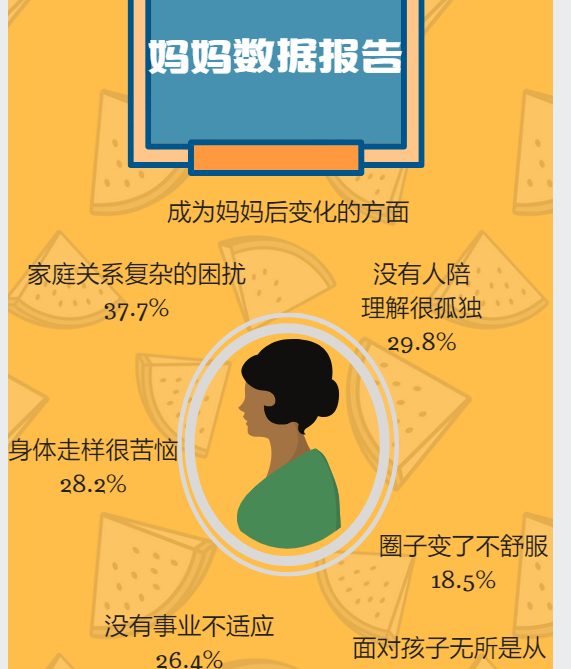 妈妈数据报告
成为妈妈后变化的方面
家庭关系复杂的困扰
37.7%
没有人陪
理解很孤独
29.8%
身体走样很苦恼
28.2%
圈子变了不舒服
18.5%
没有事业不适应
26.4%
面对孩子无所是从